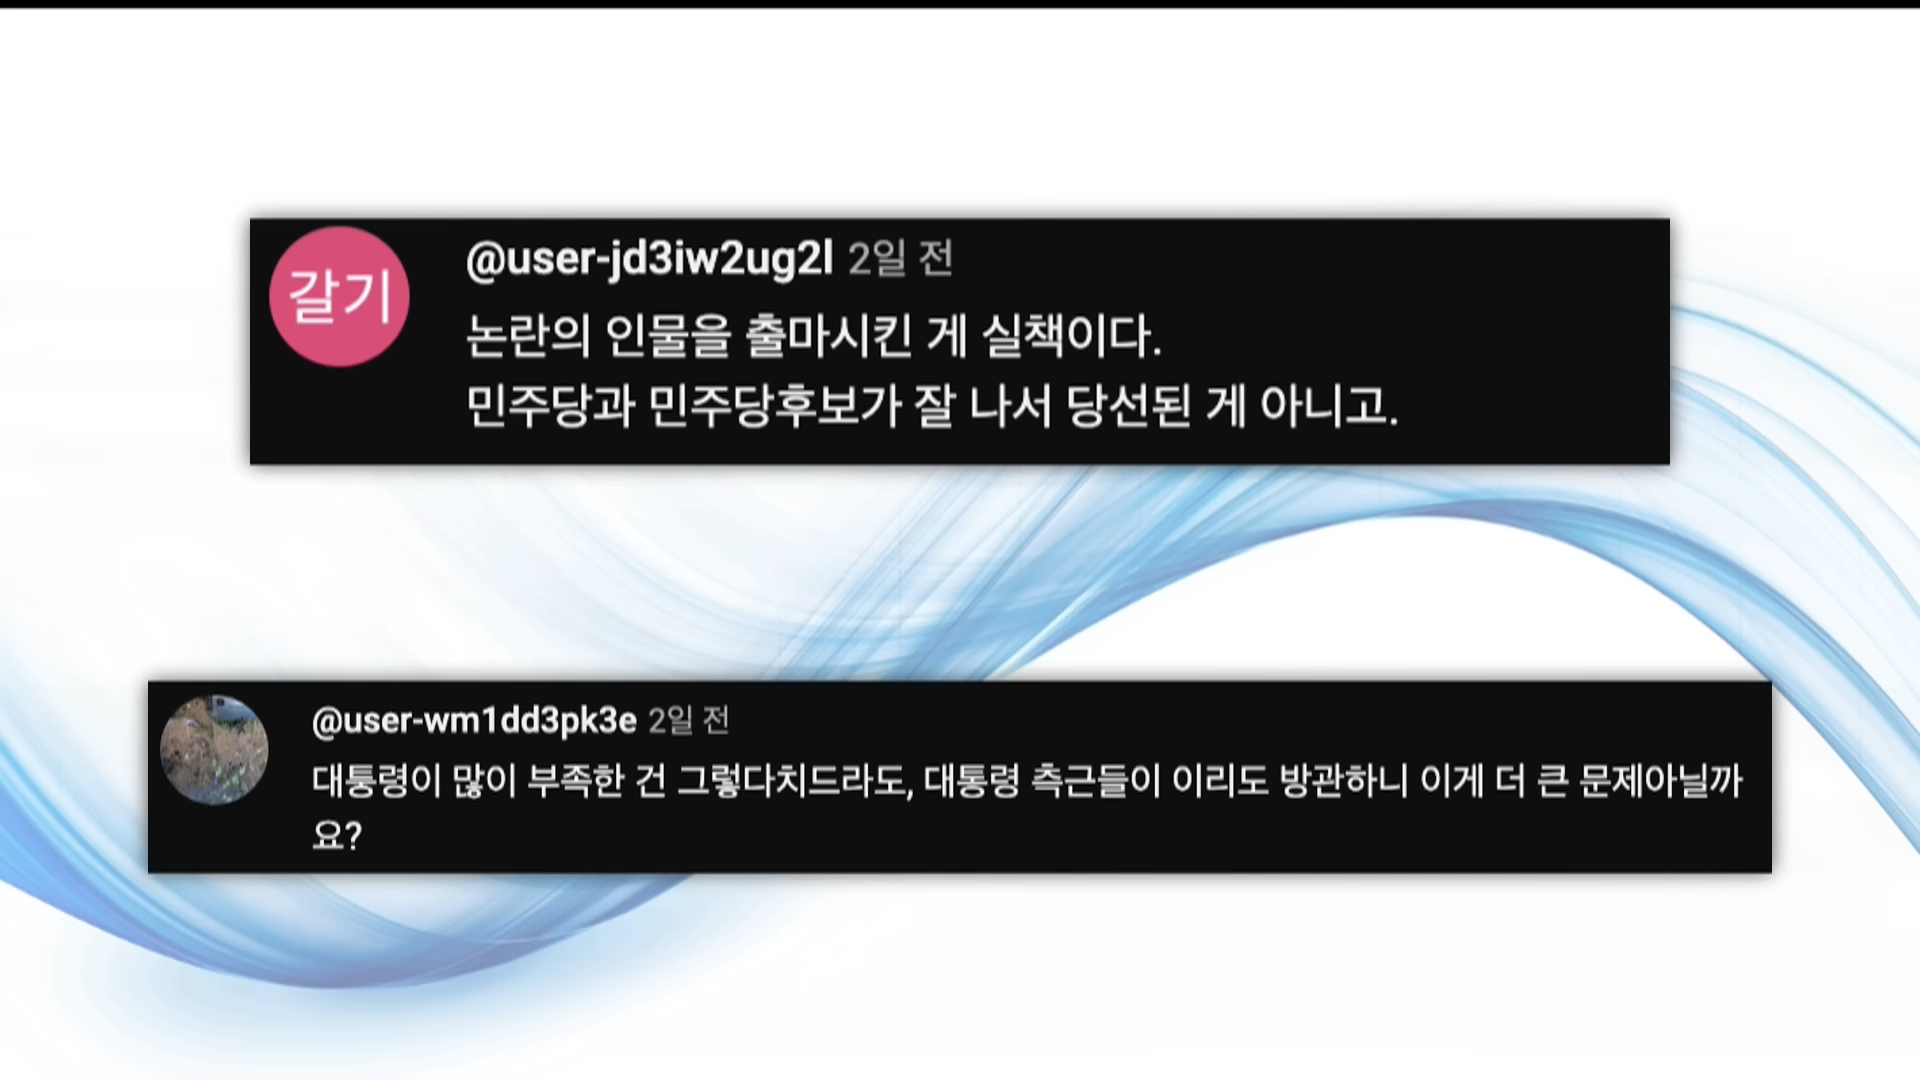 갈기
@user-jd3iw2ug2l 2일 전
논란의 인물을 출마시킨 게 실책이다.
민주당과 민주당후보가 잘 나서 당선된 게 아니고.
@user-wm1dd3pk3e 2일 전
대퉁령이 많이 부족한 건 그렇다치드라도, 대통령 측근들이 이리도 방관하니 이게 더 큰 문제아닐까
요?